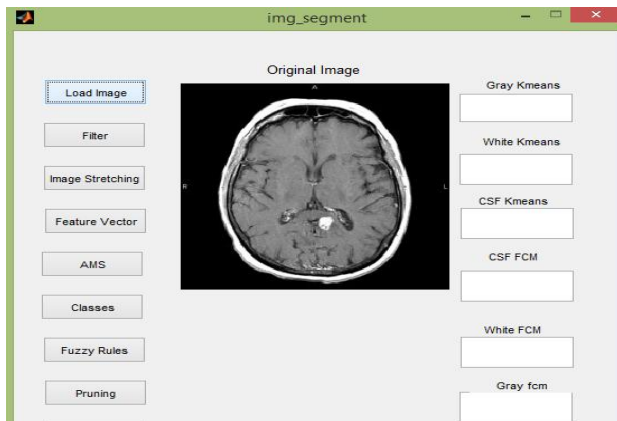 img_segment
Original Image
Load Image
Filter
Image Stretching
Feature Vector
AMS
Classes
Fuzzy Rules
Pruning
A
R
L
Gray Kmeans
White Kmeans
CSF Kmeans
CSF FCM
White FCM
Gray fcm